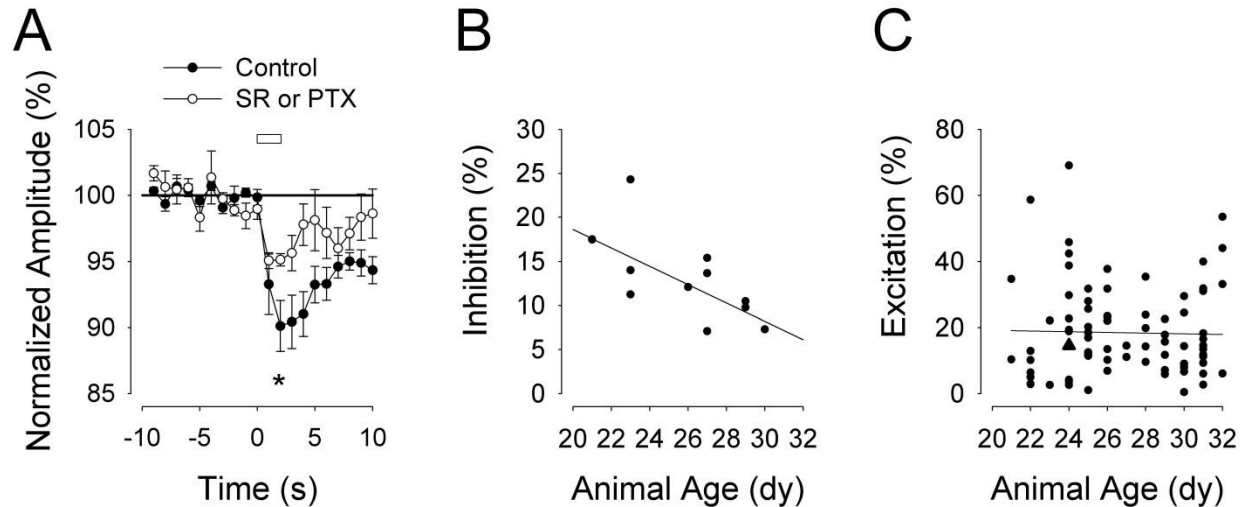 A
Control
SR or PTX
Normalized Amplitude (%)
105
100
95
90
85
*
-10 -5 0 5 10
Time (s)
B
Inhibition (%)
30
25
20
15
10
5
0
20 22 24 26 28 30 32
Animal Age (dy)
C
Excitation (%)
80
60
40
20
0
20 22 24 26 28 30 32
Animal Age (dy)